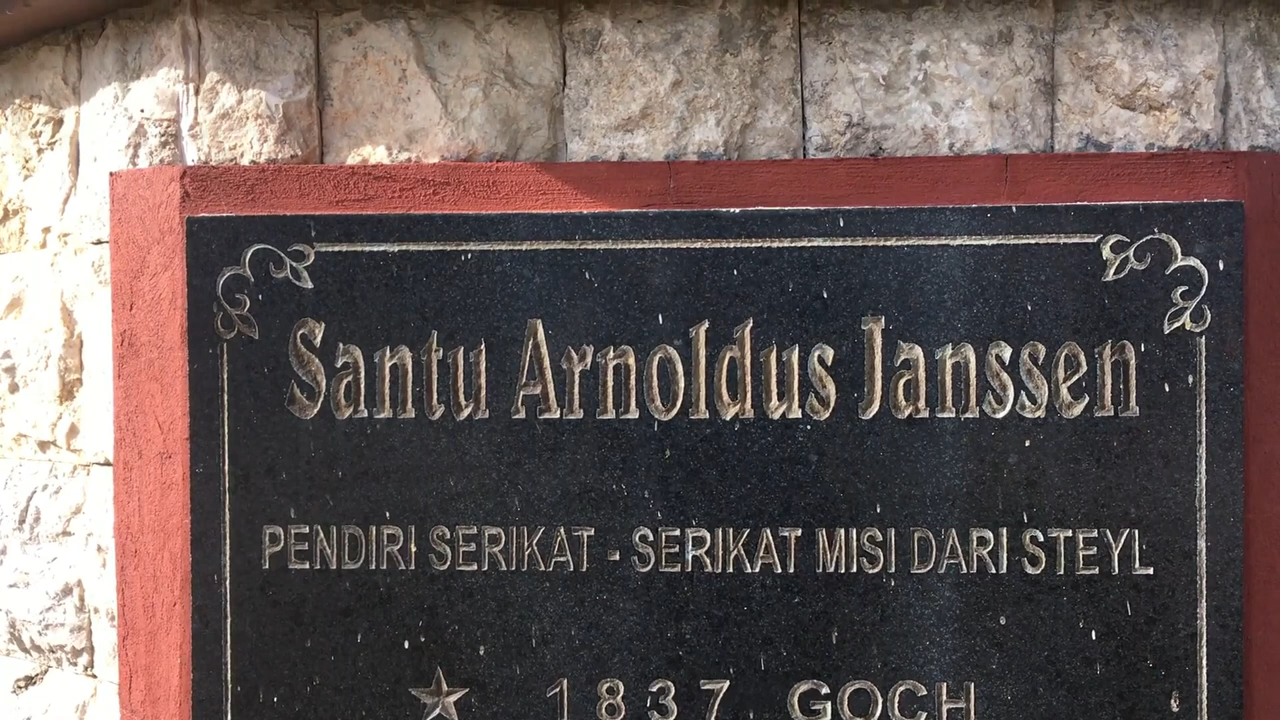 Santu Arnoldus Janssen
PENDIRI SERIKAT - SERIKAT MISI DARI STEYL
1837 GOCH